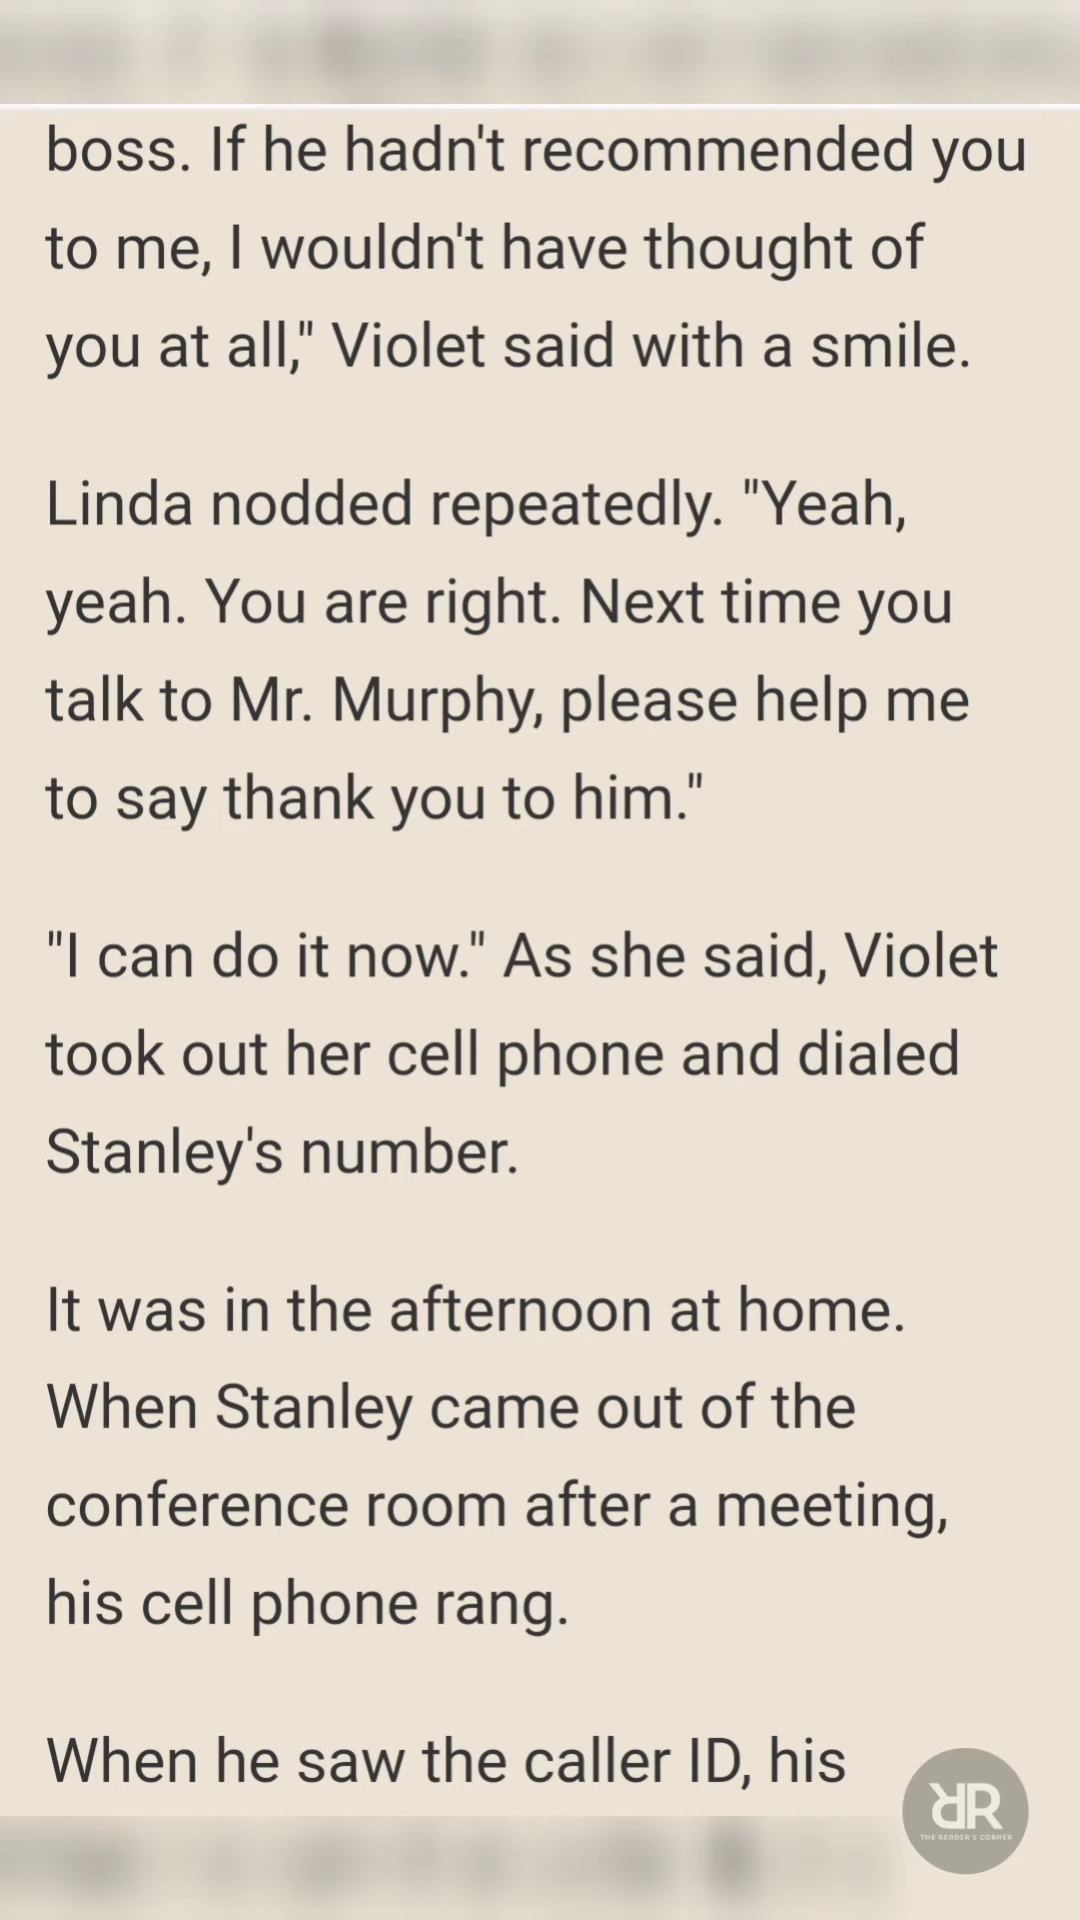 boss. If he hadn't recommended you
to me, I wouldn't have thought of
you at all," Violet said with a smile.
Linda nodded repeatedly. "Yeah,
yeah. You are right. Next time you
talk to Mr. Murphy, please help me
to say thank you to him."
"I can do it now." As she said, Violet
took out her cell phone and dialed
Stanley's number.
It was in the afternoon at home.
When Stanley came out of the
conference room after a meeting,
his cell phone rang.
When he saw the caller ID, his
RR
THE READER'S CORNER